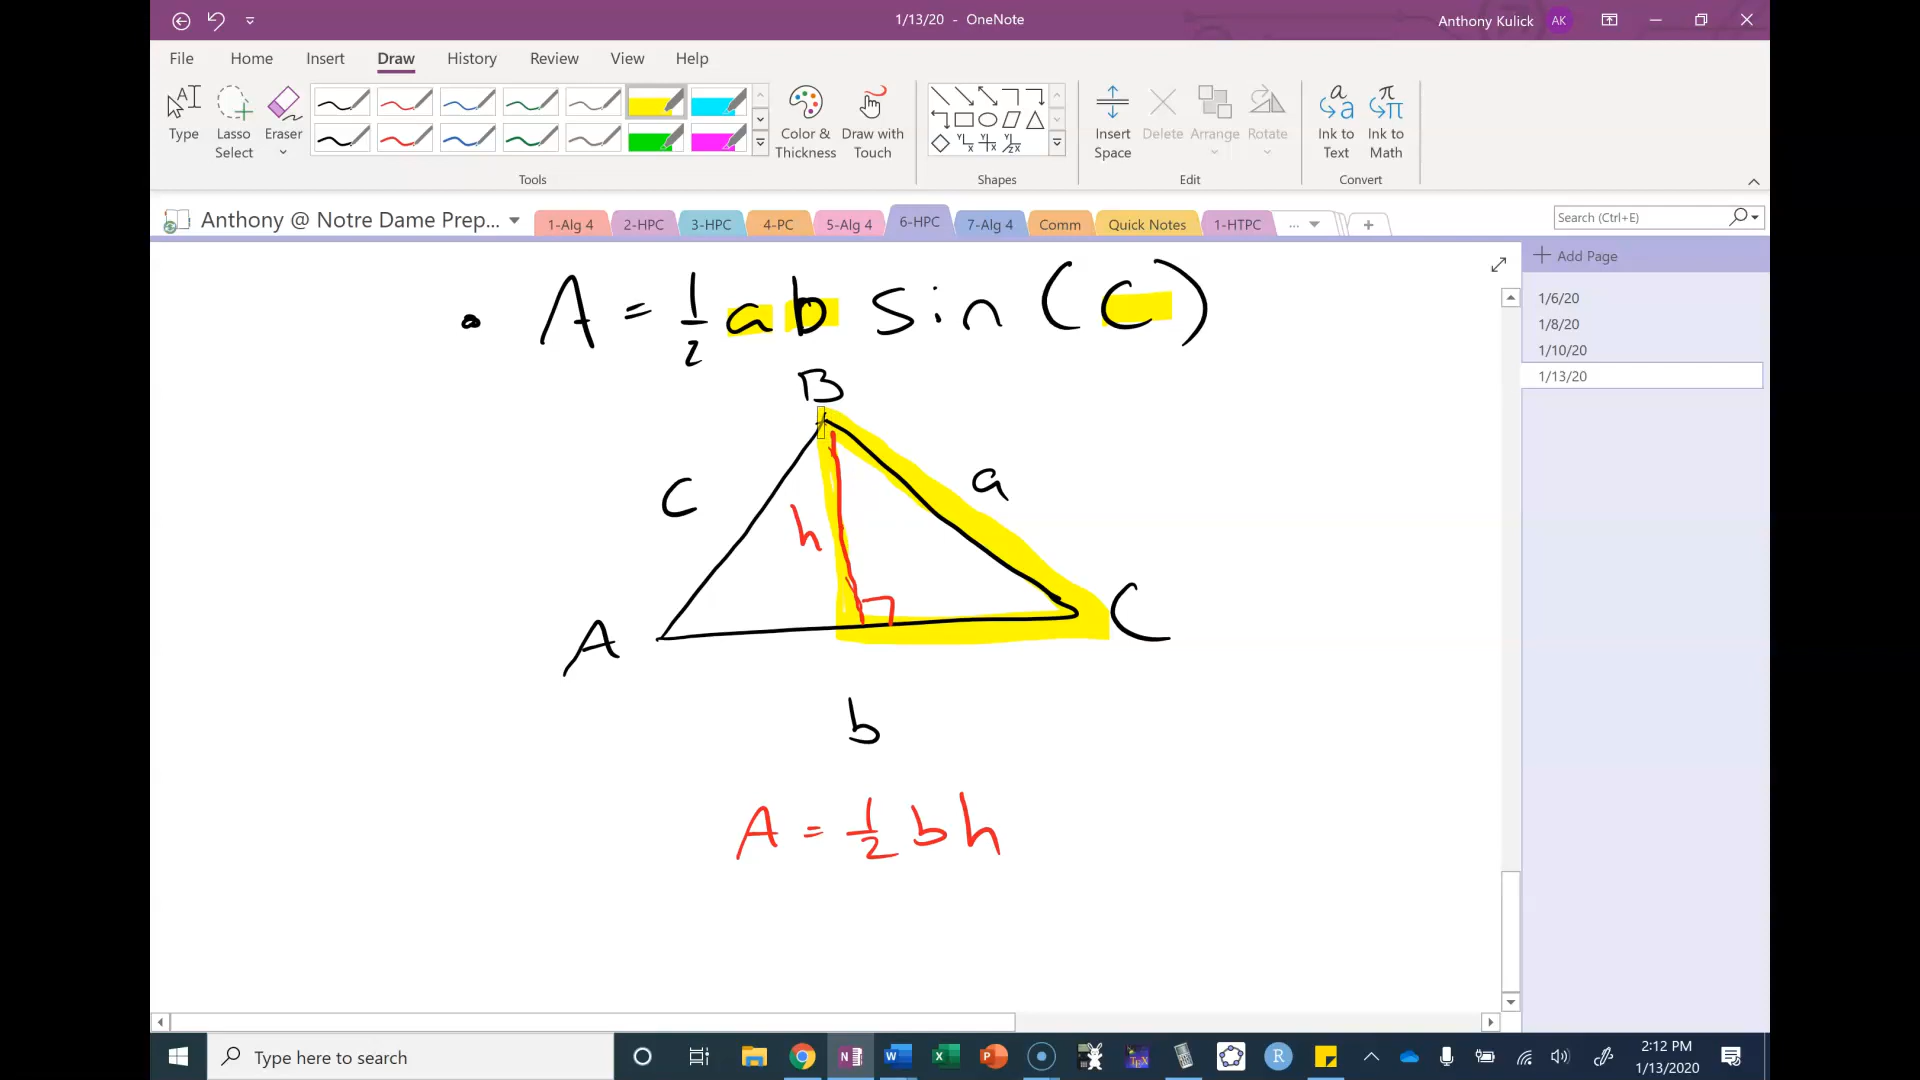 1/13/20 - OneNote
Anthony Kulick AK
File Home Insert Draw History Review View Help
Type
Lasso Select
Eraser
Color & Thickness
Draw with Touch
Insert Space
Delete
Arrange
Rotate
Ink to Text
Ink to Math
Tools Shapes Edit Convert
Anthony @ Notre Dame Prep... 1-Alg 4 2-HPC 3-HPC 4-PC 5-Alg 4 6-HPC 7-Alg 4 Comm Quick Notes 1-HTPC ... Search (Ctrl+E)
Add Page
1/6/20
1/8/20
1/10/20
1/13/20
• A = 1/2 a b sin (C)
B
c
a
h
A
C
b
A = 1/2 b h
Type here to search
2:12 PM
1/13/2020